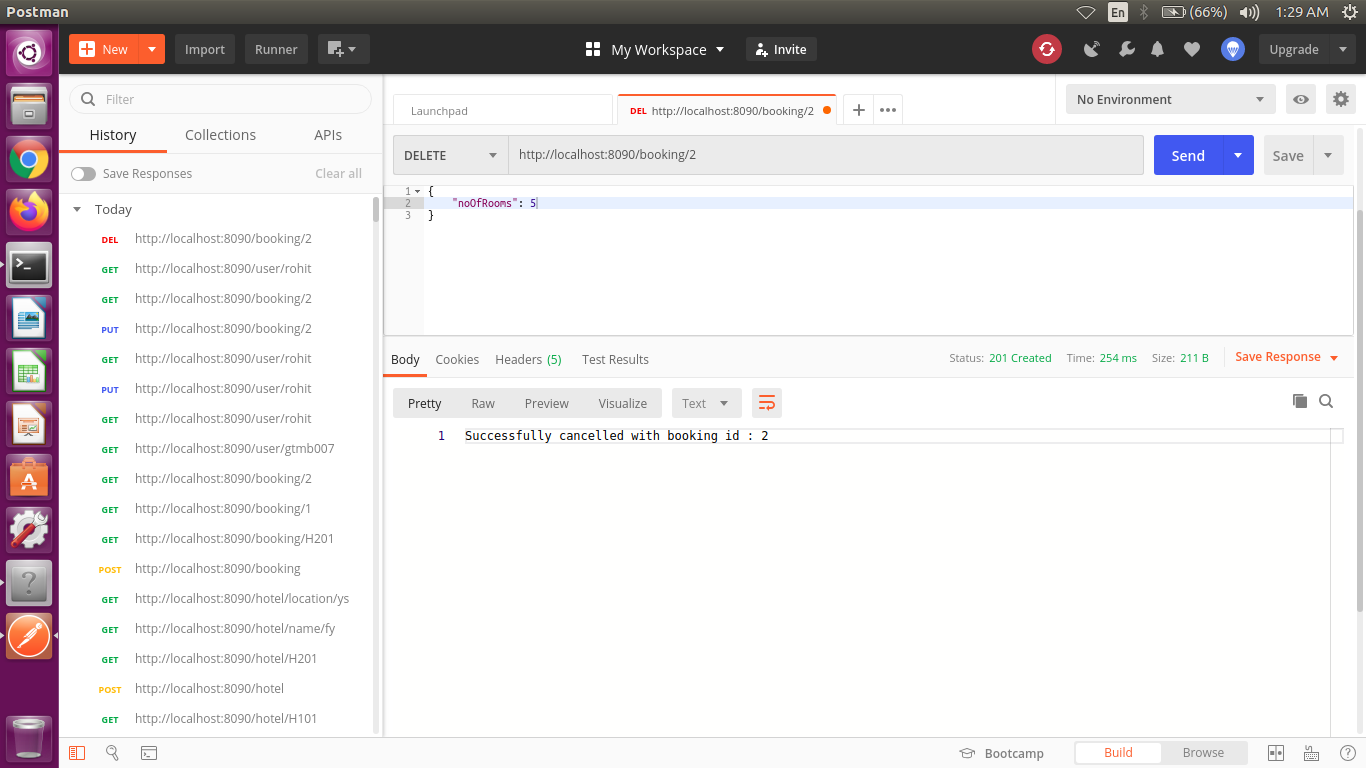 Postman
En
(66%)
1:29 AM
New
Import
Runner
My Workspace
Invite
Upgrade
Filter
History
Collections
APIs
Save Responses
Clear all
Today
DEL http://localhost:8090/booking/2
GET http://localhost:8090/user/rohit
GET http://localhost:8090/booking/2
PUT http://localhost:8090/booking/2
GET http://localhost:8090/user/rohit
PUT http://localhost:8090/user/rohit
GET http://localhost:8090/user/rohit
GET http://localhost:8090/user/gtmb007
GET http://localhost:8090/booking/2
GET http://localhost:8090/booking/1
GET http://localhost:8090/booking/H201
POST http://localhost:8090/booking
GET http://localhost:8090/hotel/location/ys
GET http://localhost:8090/hotel/name/fy
GET http://localhost:8090/hotel/H201
POST http://localhost:8090/hotel
GET http://localhost:8090/hotel/H101
Launchpad
DEL http://localhost:8090/booking/2
No Environment
DELETE
http://localhost:8090/booking/2
Send
Save
1 {
2 "noOfRooms": 5
3 }
Body
Cookies
Headers (5)
Test Results
Status: 201 Created
Time: 254 ms
Size: 211 B
Save Response
Pretty
Raw
Preview
Visualize
Text
1 Successfully cancelled with booking id : 2
Bootcamp
Build
Browse